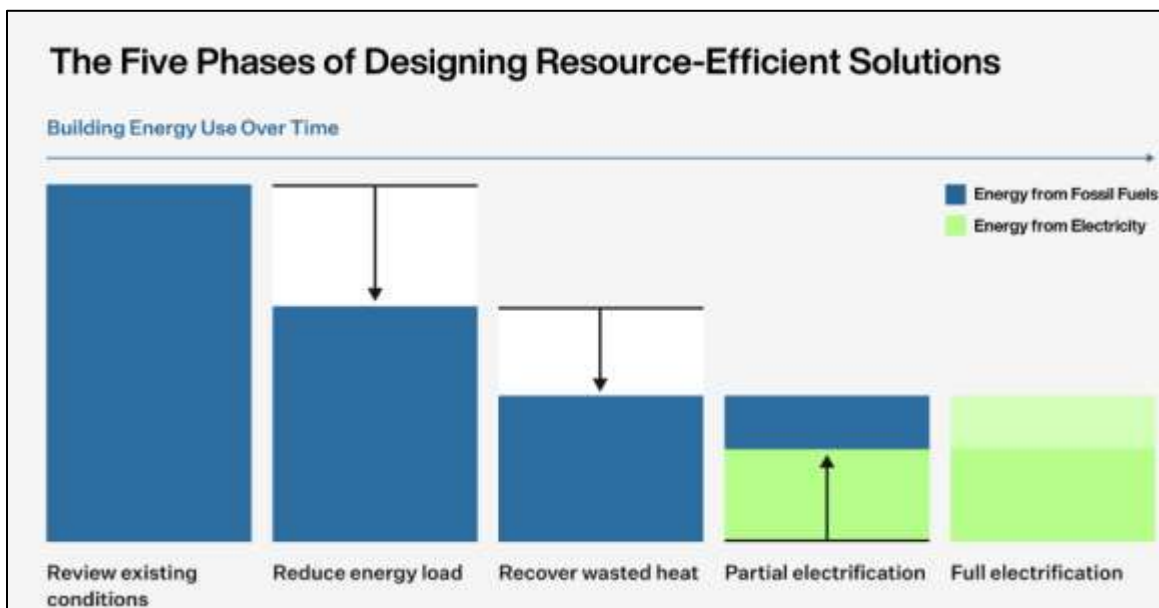 The Five Phases of Designing Resource-Efficient Solutions
Building Energy Use Over Time
Energy from Fossil Fuels
Energy from Electricity
Review existing
conditions
Reduce energy load
Recover wasted heat
Partial electrification
Full electrification